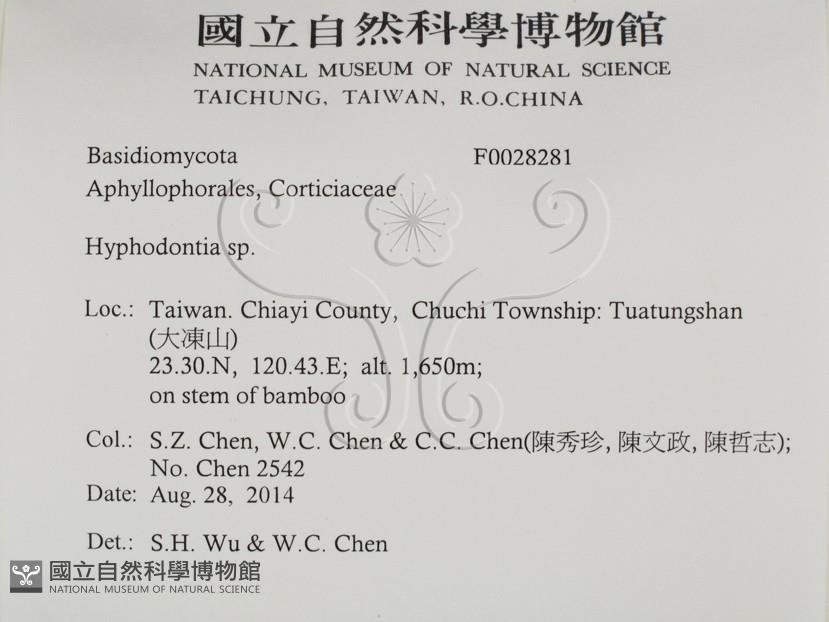 國立自然科學博物館
NATIONAL MUSEUM OF NATURAL SCIENCE
TAICHUNG, TAIWAN, R.O.CHINA
Basidiomycota F0028281
Aphyllophorales, Corticiaceae
Hyphodontia sp.
Loc.: Taiwan. Chiayi County, Chuchi Township: Tuatungshan
(大凍山)
23.30.N, 120.43.E; alt. 1,650m;
on stem of bamboo
Col.: S.Z. Chen, W.C. Chen & C.C. Chen(陳秀珍, 陳文政, 陳哲志);
No. Chen 2542
Date: Aug. 28, 2014
Det.: S.H. Wu & W.C. Chen
國立自然科學博物館
NATIONAL MUSEUM OF NATURAL SCIENCE